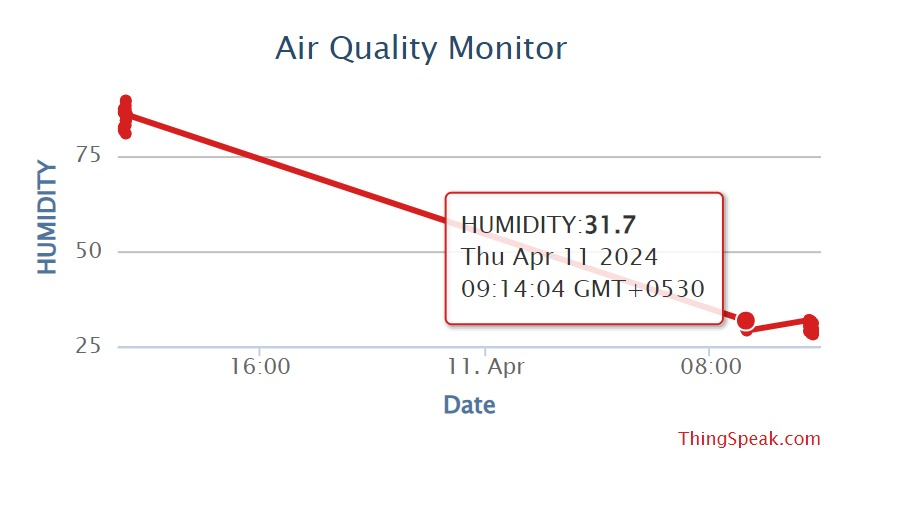 Air Quality Monitor
75
50
25
HUMIDITY
HUMIDITY:31.7
Thu Apr 11 2024
09:14:04 GMT+0530
16:00
11. Apr
08:00
Date
ThingSpeak.com